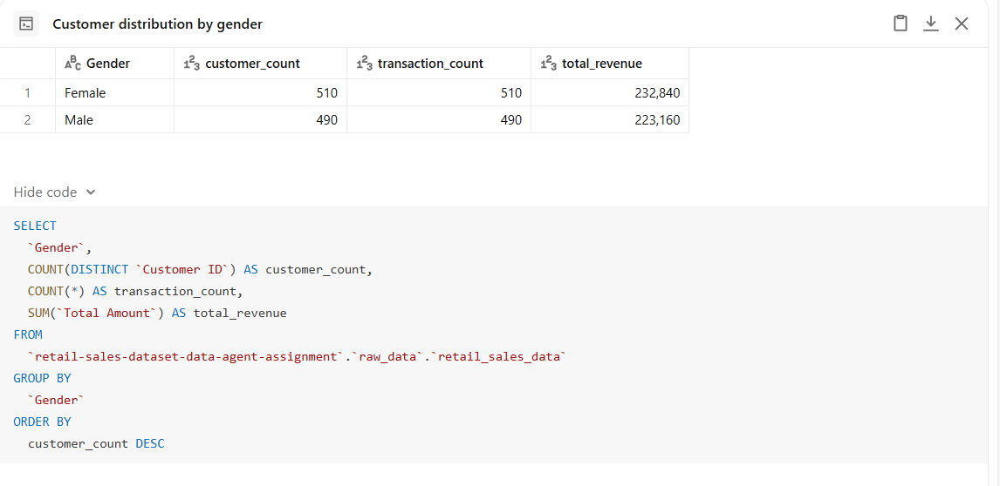 Customer distribution by gender
Gender customer_count transaction_count total_revenue
1 Female 510 510 232,840
2 Male 490 490 223,160
Hide code
SELECT
`Gender`,
COUNT(DISTINCT `Customer ID`) AS customer_count,
COUNT(*) AS transaction_count,
SUM(`Total Amount`) AS total_revenue
FROM
`retail-sales-dataset-data-agent-assignment`.`raw_data`.`retail_sales_data`
GROUP BY
`Gender`
ORDER BY
customer_count DESC